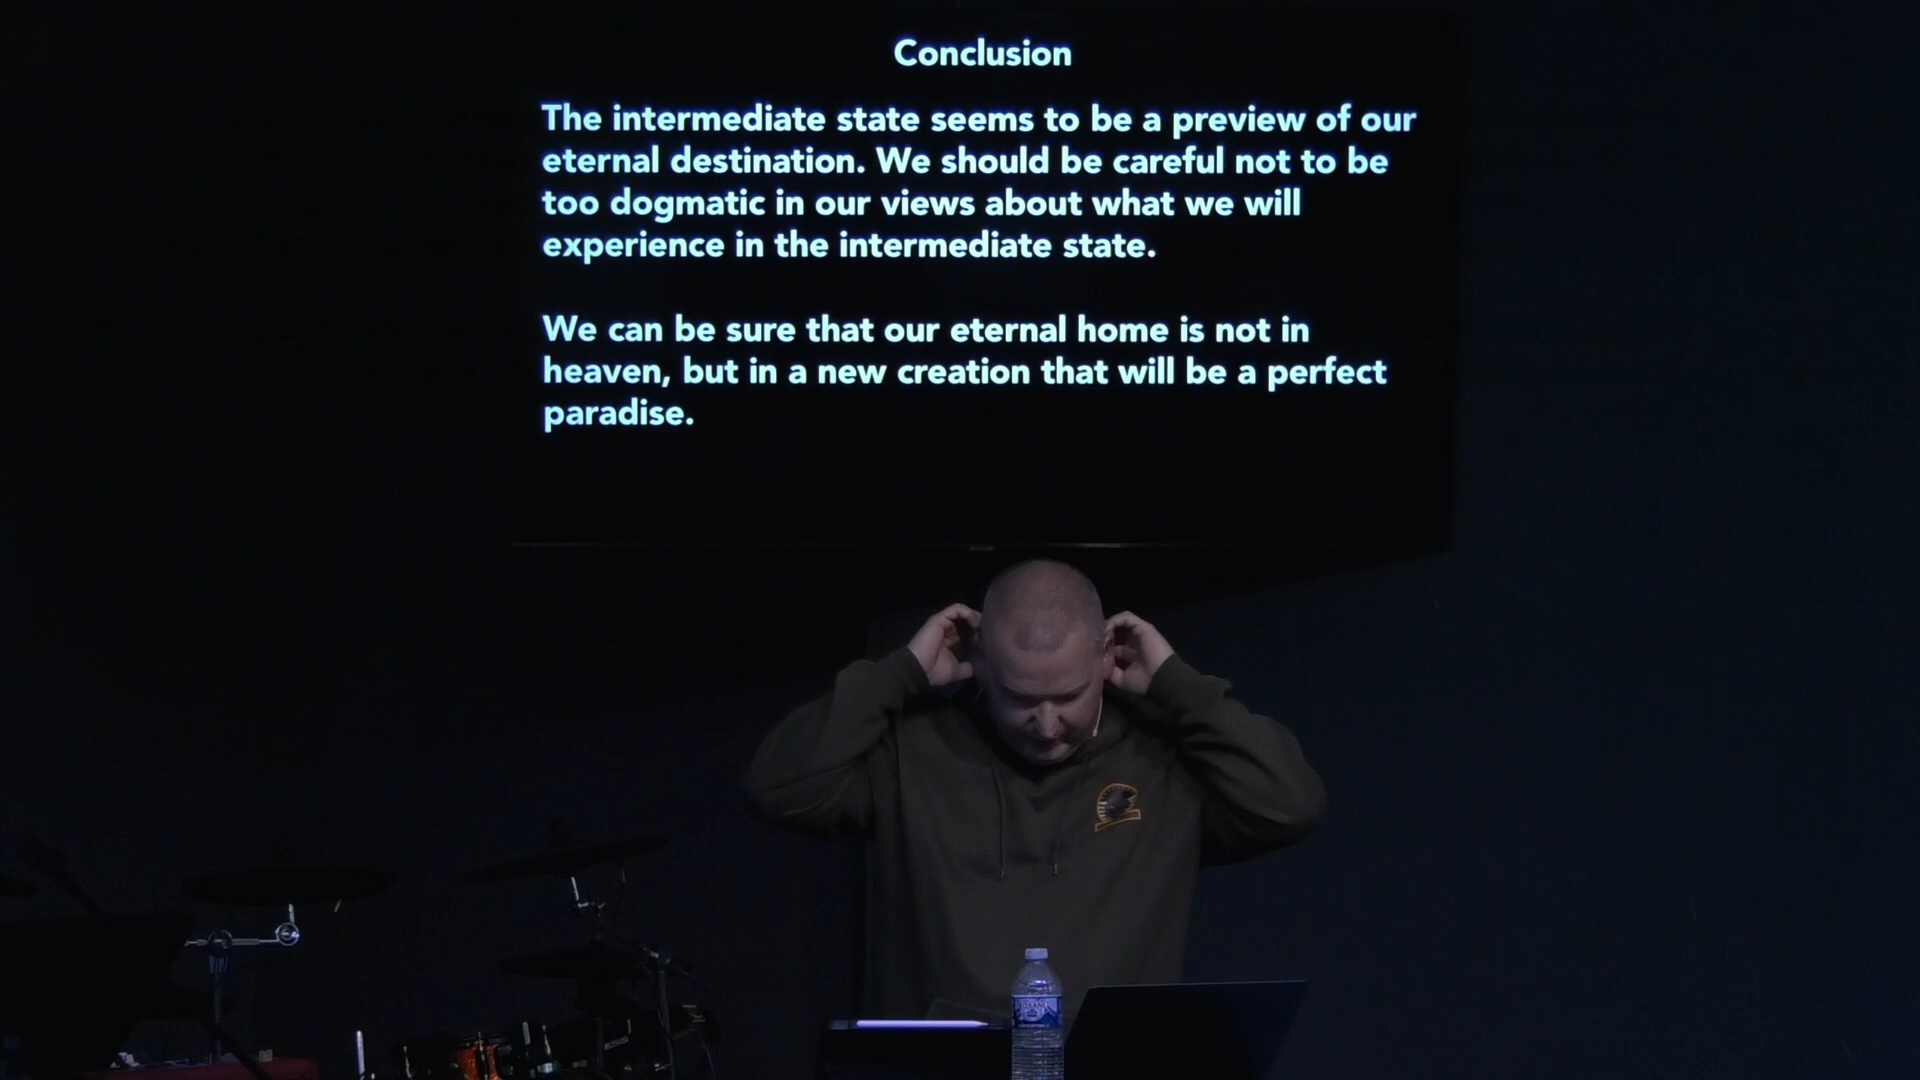 Conclusion
The intermediate state seems to be a preview of our
eternal destination. We should be careful not to be
too dogmatic in our views about what we will
experience in the intermediate state.
We can be sure that our eternal home is not in
heaven, but in a new creation that will be a perfect
paradise.